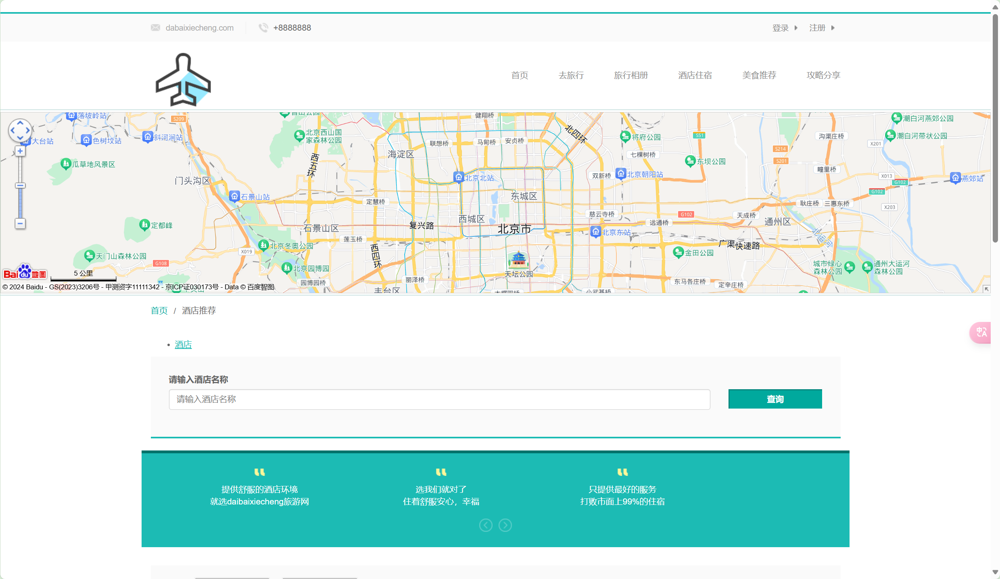 dabaixiecheng.com
+8888888
登录
注册
首页
去旅行
旅行相册
酒店住宿
美食推荐
攻略分享
落坡岭站
S209
健翔桥
潮白河燕郊公园
大台站
色树坟站
斜河涧站
北京西山国
家森林公园
联想桥
马甸桥
安贞桥
北四环
将府公园
S51
沟渠庄桥
潮白河带状公园
X201
瓜草地风景区
西五环
海淀区
七棵树桥
东坝公园
S214
S201
疃里桥
门头沟区
北京北站
双新桥
北京朝阳站
X013
G102
燕郊站
石景山站
定慧桥
东城区
G102
耿庄桥
三惠东桥
X203
定都峰
石景山区
复兴路
西城区
北京市
慈云寺桥
G102
远通桥
天成桥
通州区
莲玉桥
北京东站
北运河
天门山森林公园
X019
北京冬奥公园
西四环
金田公园
广渠快速路
G108
北京园博园
天坛公园
城市绿心
森林公园
通州大运河
森林公园
Bai du 地图
5 公里
园博园桥
丽泽桥
东马各庄桥
定辛庄桥
丰台区
小武基桥
© 2024 Baidu - GS(2023)3206号 - 甲测资字11111342 - 京ICP证030173号 - Data © 百度智图
首页 / 酒店推荐
酒店
请输入酒店名称
请输入酒店名称
查询
提供舒服的酒店环境
就选daibaixiecheng旅游网
选我们就对了
住着舒服安心，幸福
只提供最好的服务
打败市面上99%的住宿